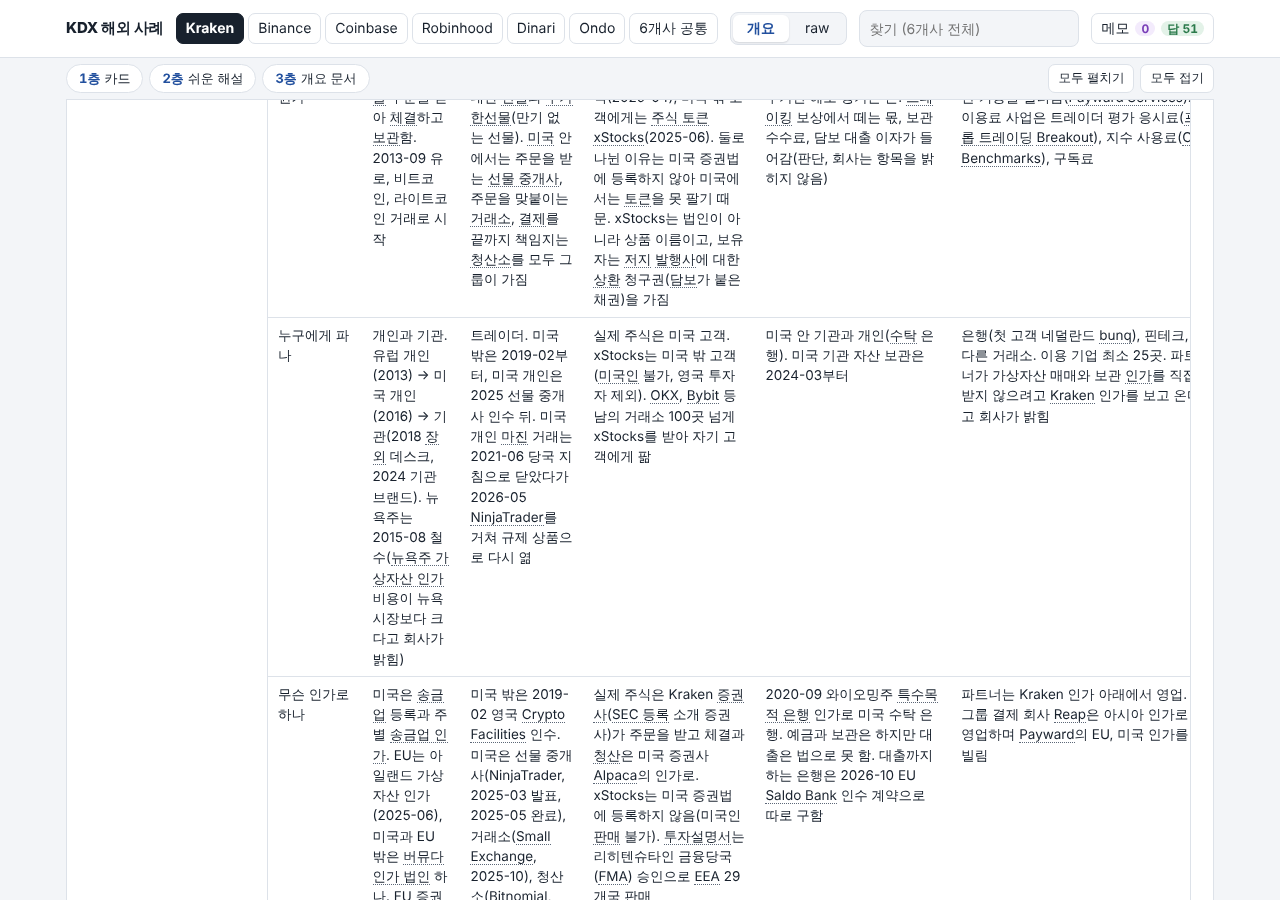 KDX 해외 사례 Kraken Binance Coinbase Robinhood Dinari Ondo 6개사 공통 개요 raw 찾기 (6개사 전체) 메모 0 답 51
1층 카드 2층 쉬운 해설 3층 개요 문서 모두 펼치기 모두 접기
아 체결하고
보관함.
2013-09 유
로, 비트코
인, 라이트코
인 거래로 시
작
한선물(만기 없
는 선물). 미국 안
에서는 주문을 받
는 선물 중개사,
주문을 맞붙이는
거래소, 결제를
끝까지 책임지는
청산소를 모두 그
룹이 가짐
객에게는 주식 토큰
xStocks(2025-06). 둘로
나뉜 이유는 미국 증권법
에 등록하지 않아 미국에
서는 토큰을 못 팔기 때
문. xStocks는 법인이 아
니라 상품 이름이고, 보유
자는 저지 발행사에 대한
상환 청구권(담보가 붙은
채권)을 가짐
이킹 보상에서 떼는 몫, 보관
수수료, 담보 대출 이자가 들
어감(판단, 회사는 항목을 밝
히지 않음)
이용료 사업은 트레이더 평가 응시료(프
롭 트레이딩 Breakout), 지수 사용료(C
Benchmarks), 구독료
누구에게 파
나
개인과 기관.
유럽 개인
(2013) → 미
국 개인
(2016) → 기
관(2018 장
외 데스크,
2024 기관
브랜드). 뉴
욕주는
2015-08 철
수(뉴욕주 가
상자산 인가
비용이 뉴욕
시장보다 크
다고 회사가
밝힘)
트레이더. 미국
밖은 2019-02부
터, 미국 개인은
2025 선물 중개
사 인수 뒤. 미국
개인 마진 거래는
2021-06 당국 지
침으로 닫았다가
2026-05
NinjaTrader를
거쳐 규제 상품으
로 다시 엶
실제 주식은 미국 고객.
xStocks는 미국 밖 고객
(미국인 불가, 영국 투자
자 제외). OKX, Bybit 등
남의 거래소 100곳 넘게
xStocks를 받아 자기 고
객에게 팖
미국 안 기관과 개인(수탁 은
행). 미국 기관 자산 보관은
2024-03부터
은행(첫 고객 네덜란드 bunq), 핀테크,
다른 거래소. 이용 기업 최소 25곳. 파트
너가 가상자산 매매와 보관 인가를 직접
받지 않으려고 Kraken 인가를 보고 온다
고 회사가 밝힘
무슨 인가로
하나
미국은 송금
업 등록과 주
별 송금업 인
가. EU는 아
일랜드 가상
자산 인가
(2025-06),
미국과 EU
밖은 버뮤다
인가 법인 하
나. EU 증권
미국 밖은 2019-
02 영국 Crypto
Facilities 인수.
미국은 선물 중개
사(NinjaTrader,
2025-03 발표,
2025-05 완료),
거래소(Small
Exchange,
2025-10), 청산
소(Bitnomial,
실제 주식은 Kraken 증권
사(SEC 등록 소개 증권
사)가 주문을 받고 체결과
청산은 미국 증권사
Alpaca의 인가로.
xStocks는 미국 증권법
에 등록하지 않음(미국인
판매 불가). 투자설명서는
리히텐슈타인 금융당국
(FMA) 승인으로 EEA 29
개국 판매
2020-09 와이오밍주 특수목
적 은행 인가로 미국 수탁 은
행. 예금과 보관은 하지만 대
출은 법으로 못 함. 대출까지
하는 은행은 2026-10 EU
Saldo Bank 인수 계약으로
따로 구함
파트너는 Kraken 인가 아래에서 영업.
그룹 결제 회사 Reap은 아시아 인가로
영업하며 Payward의 EU, 미국 인가를
빌림